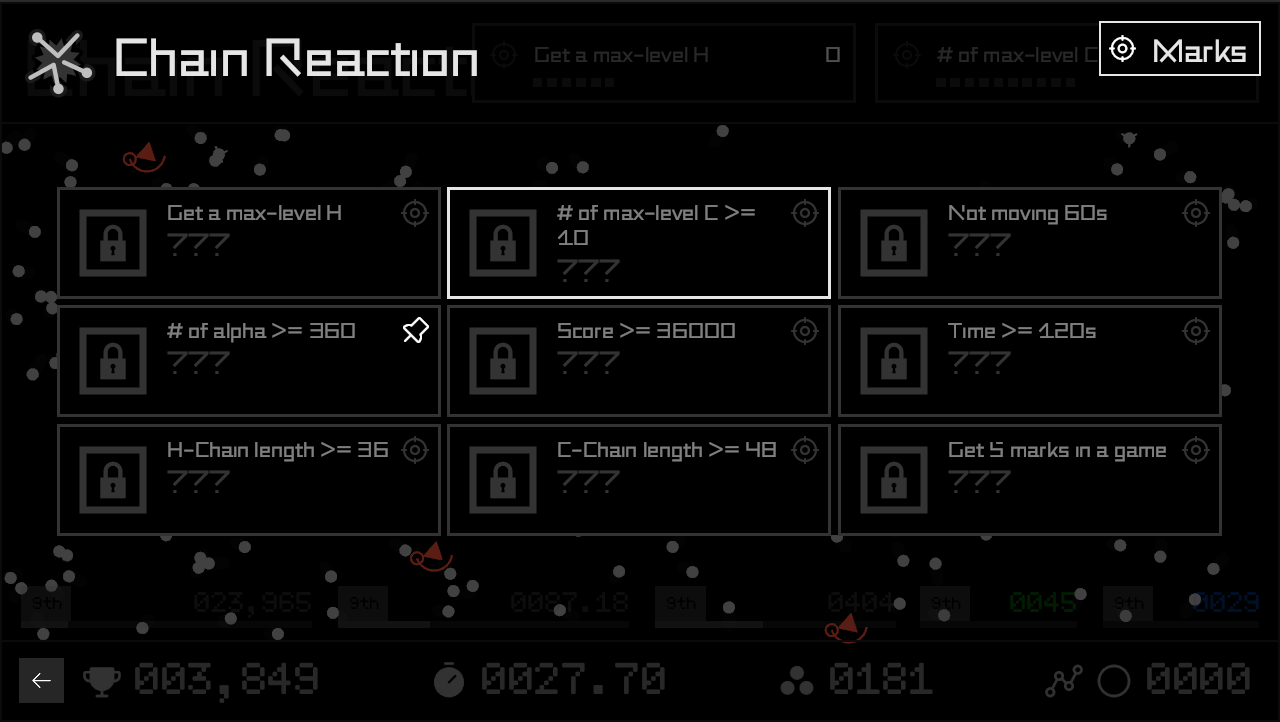 Chain Reaction
Get a max-level H
# of max-level C
Marks
Get a max-level H
???
# of max-level C >=
10
???
Not moving 60s
???
# of alpha >= 360
???
Score >= 36000
???
Time >= 120s
???
H-Chain length >= 36
???
C-Chain length >= 48
???
Get 5 marks in a game
???
9th 023,965
9th 0087.18
9th 0404
9th 0045
9th 0029
003,849
0027.70
0181
0000